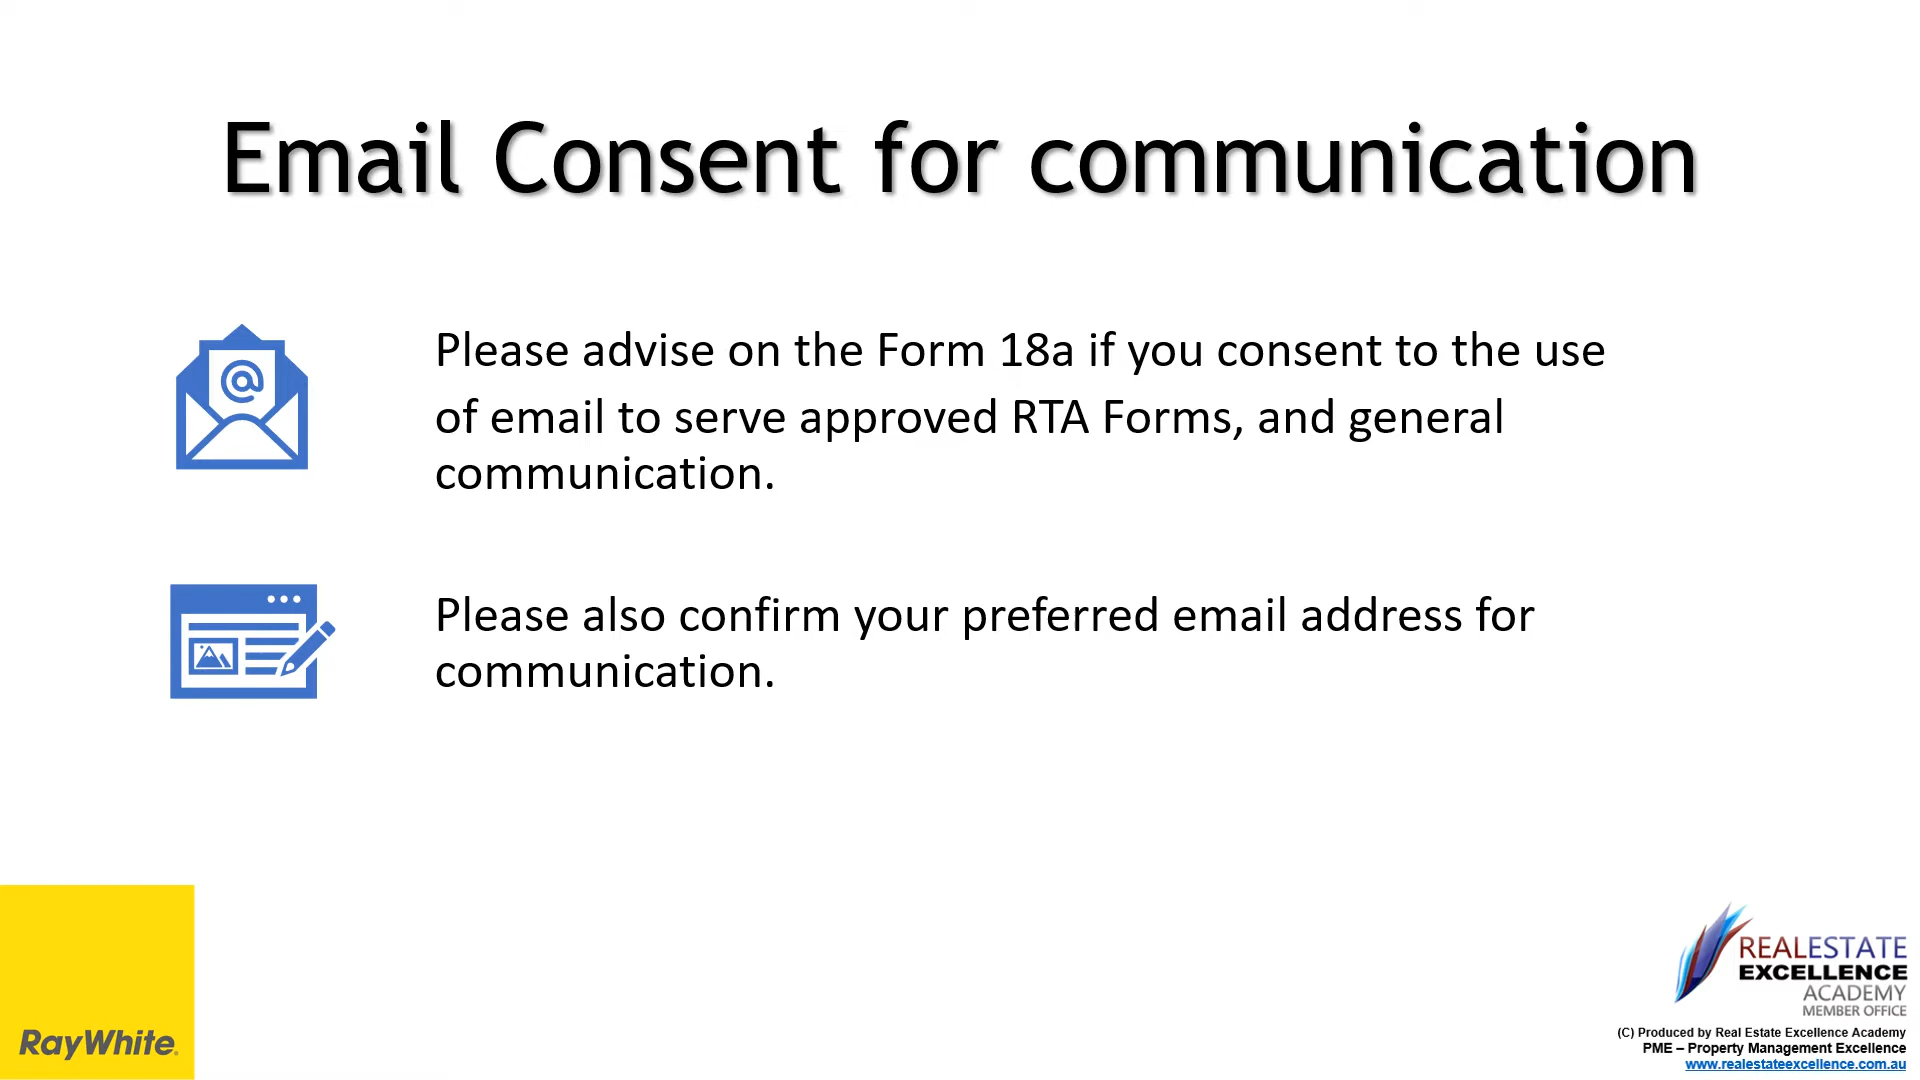 Email Consent for communication
Please advise on the Form 18a if you consent to the use
of email to serve approved RTA Forms, and general
communication.
Please also confirm your preferred email address for
communication.
RayWhite.
REALESTATE
EXCELLENCE
ACADEMY
MEMBER OFFICE
(C) Produced by Real Estate Excellence Academy
PME – Property Management Excellence
www.realestateexcellence.com.au